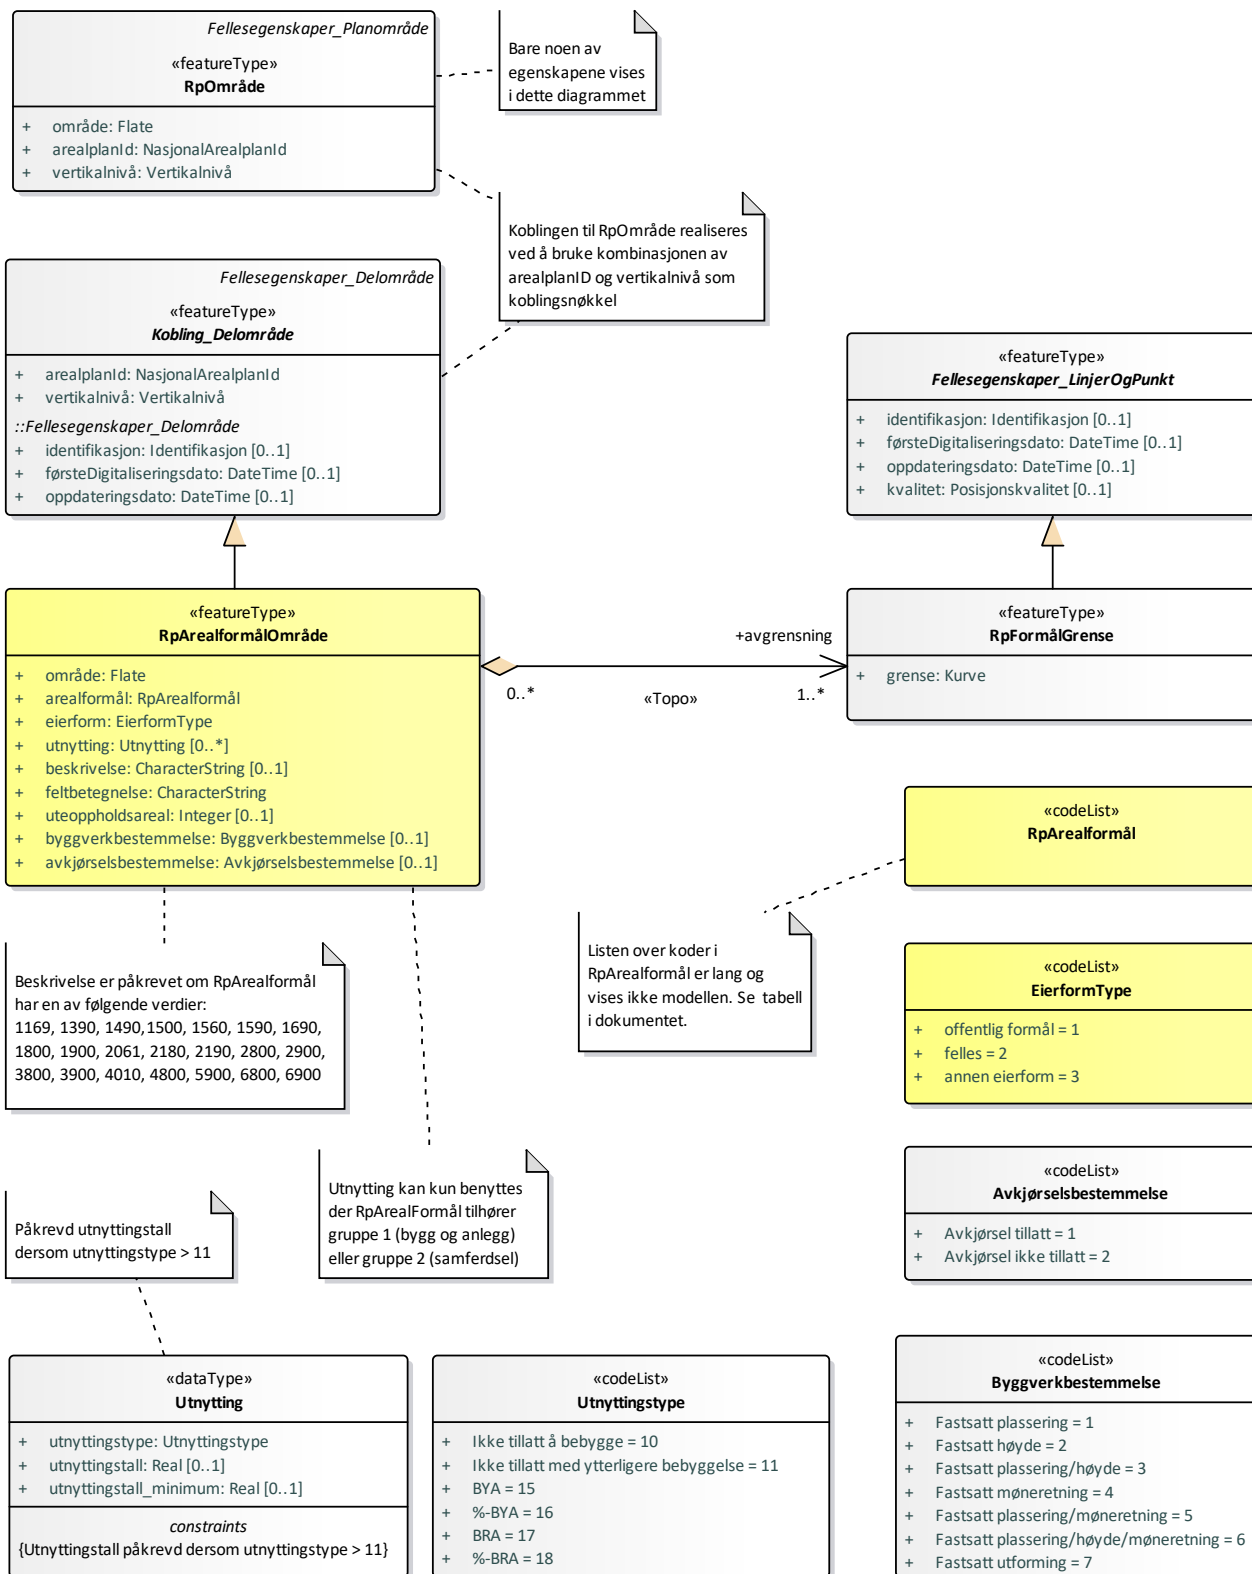 Fellesegenskaper_Planområde
«featureType»
RpOmråde
+ område: Flate
+ arealplanId: NasjonalArealplanId
+ vertikalnivå: Vertikalnivå
Bare noen av
egenskapene vises
i dette diagrammet
Koblingen til RpOmråde realiseres
ved å bruke kombinasjonen av
arealplanID og vertikalnivå som
koblingsnøkkel
Fellesegenskaper_Delområde
«featureType»
Kobling_Delområde
+ arealplanId: NasjonalArealplanId
+ vertikalnivå: Vertikalnivå
::Fellesegenskaper_Delområde
+ identifikasjon: Identifikasjon [0..1]
+ førsteDigitaliseringsdato: DateTime [0..1]
+ oppdateringsdato: DateTime [0..1]
«featureType»
Fellesegenskaper_LinjerOgPunkt
+ identifikasjon: Identifikasjon [0..1]
+ førsteDigitaliseringsdato: DateTime [0..1]
+ oppdateringsdato: DateTime [0..1]
+ kvalitet: Posisjonskvalitet [0..1]
«featureType»
RpArealformålOmråde
+ område: Flate
+ arealformål: RpArealformål
+ eierform: EierformType
+ utnytting: Utnytting [0..*]
+ beskrivelse: CharacterString [0..1]
+ feltbetegnelse: CharacterString
+ uteoppholdsareal: Integer [0..1]
+ byggverkbestemmelse: Byggverkbestemmelse [0..1]
+ avkjørselsbestemmelse: Avkjørselsbestemmelse [0..1]
+avgrensning
0..*
«Topo»
1..*
«featureType»
RpFormålGrense
+ grense: Kurve
«codeList»
RpArealformål
Listen over koder i
RpArealformål er lang og
vises ikke modellen. Se tabell
i dokumentet.
«codeList»
EierformType
+ offentlig formål = 1
+ felles = 2
+ annen eierform = 3
Beskrivelse er påkrevet om RpArealformål
har en av følgende verdier:
1169, 1390, 1490,1500, 1560, 1590, 1690,
1800, 1900, 2061, 2180, 2190, 2800, 2900,
3800, 3900, 4010, 4800, 5900, 6800, 6900
Utnytting kan kun benyttes
der RpArealFormål tilhører
gruppe 1 (bygg og anlegg)
eller gruppe 2 (samferdsel)
«codeList»
Avkjørselsbestemmelse
+ Avkjørsel tillatt = 1
+ Avkjørsel ikke tillatt = 2
Påkrevd utnyttingstall
dersom utnyttingstype > 11
«dataType»
Utnytting
+ utnyttingstype: Utnyttingstype
+ utnyttingstall: Real [0..1]
+ utnyttingstall_minimum: Real [0..1]
constraints
{Utnyttingstall påkrevd dersom utnyttingstype > 11}
«codeList»
Utnyttingstype
+ Ikke tillatt å bebygge = 10
+ Ikke tillatt med ytterligere bebyggelse = 11
+ BYA = 15
+ %-BYA = 16
+ BRA = 17
+ %-BRA = 18
«codeList»
Byggverkbestemmelse
+ Fastsatt plassering = 1
+ Fastsatt høyde = 2
+ Fastsatt plassering/høyde = 3
+ Fastsatt møneretning = 4
+ Fastsatt plassering/møneretning = 5
+ Fastsatt plassering/høyde/møneretning = 6
+ Fastsatt utforming = 7